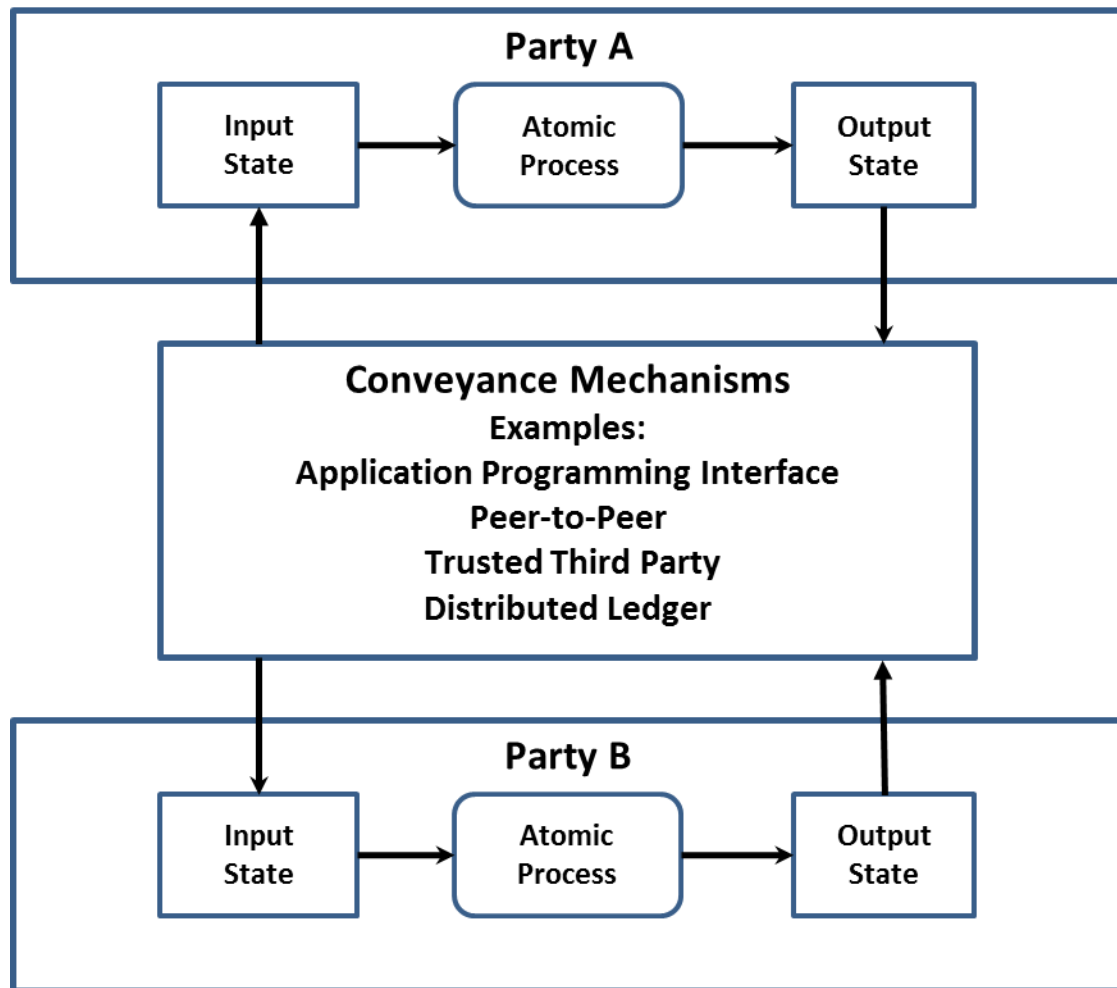 Party A
Input
State
Atomic
Process
Output
State
Conveyance Mechanisms
Examples:
Application Programming Interface
Peer-to-Peer
Trusted Third Party
Distributed Ledger
Party B
Input
State
Atomic
Process
Output
State